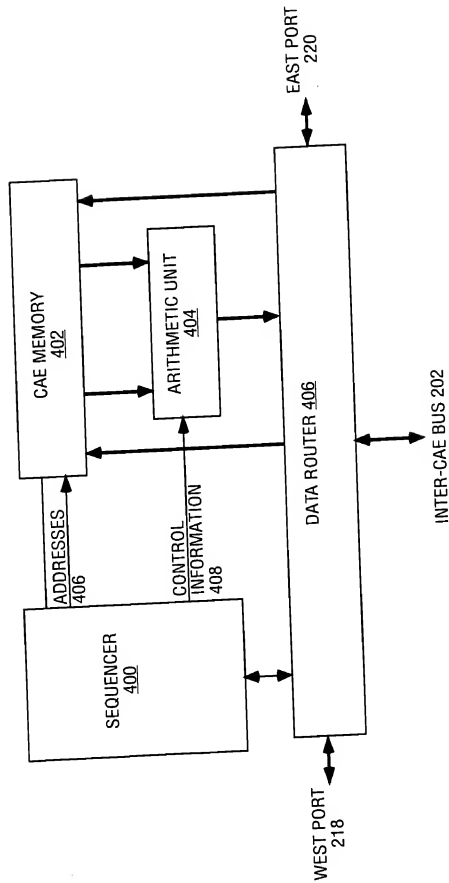 CAE MEMORY
402
ARITHMETIC UNIT
404
SEQUENCER
400
ADDRESSES
406
CONTROL
INFORMATION
408
DATA ROUTER 406
EAST PORT
220
WEST PORT
218
INTER-CAE BUS 202